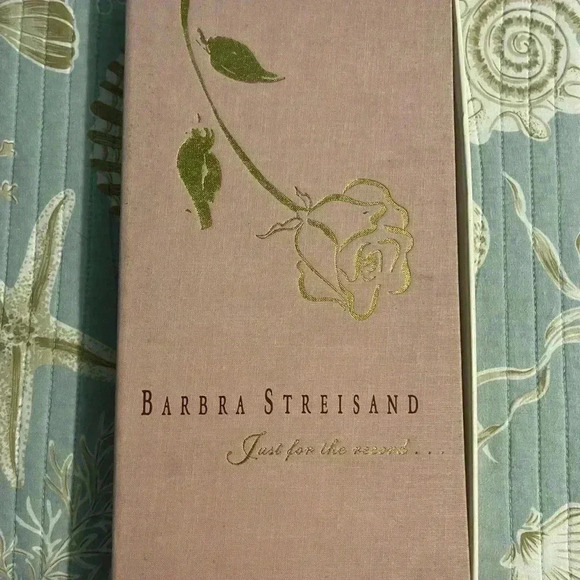 BARBRA STREISAND
Just for the record...